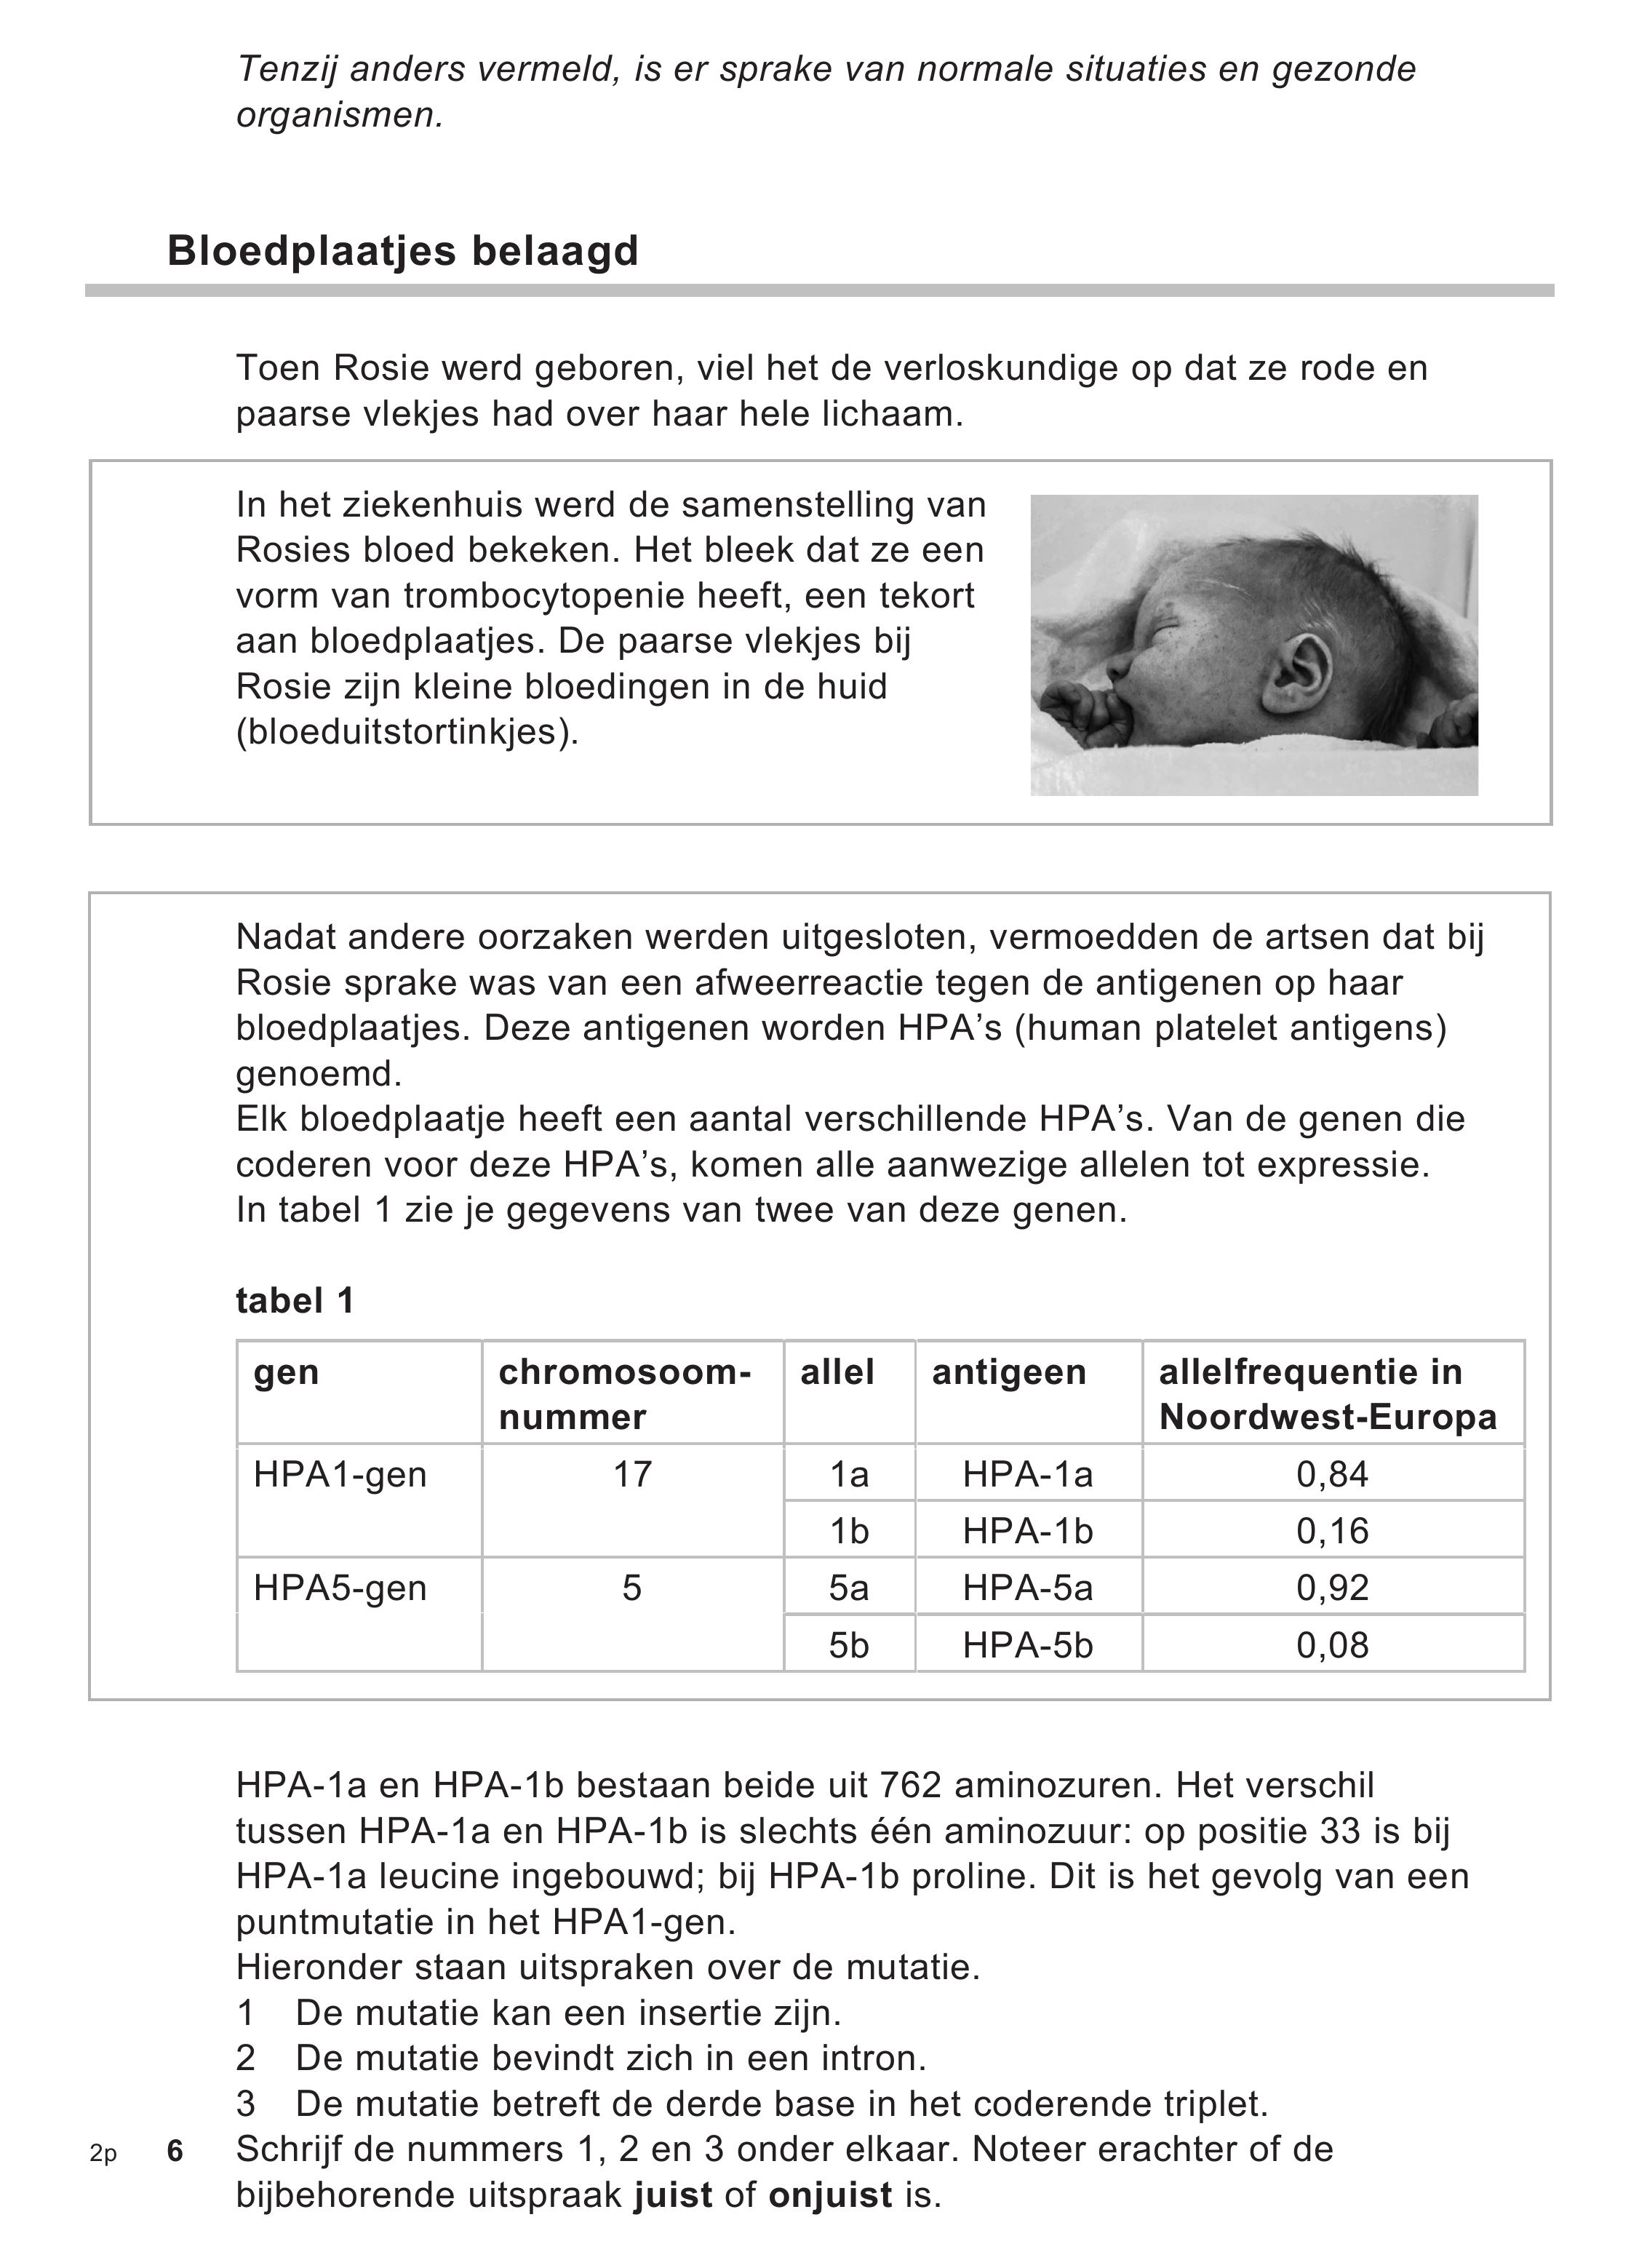 Tenzij anders vermeld, is er sprake van normale situaties en gezonde
organismen.
Bloedplaatjes belaagd
Toen Rosie werd geboren, viel het de verloskundige op dat ze rode en
paarse vlekjes had over haar hele lichaam.
In het ziekenhuis werd de samenstelling van
Rosies bloed bekeken. Het bleek dat ze een
vorm van trombocytopenie heeft, een tekort
aan bloedplaatjes. De paarse vlekjes bij
Rosie zijn kleine bloedingen in de huid
(bloeduitstortinkjes).
Nadat andere oorzaken werden uitgesloten, vermoedden de artsen dat bij
Rosie sprake was van een afweerreactie tegen de antigenen op haar
bloedplaatjes. Deze antigenen worden HPA’s (human platelet antigens)
genoemd.
Elk bloedplaatje heeft een aantal verschillende HPA’s. Van de genen die
coderen voor deze HPA’s, komen alle aanwezige allelen tot expressie.
In tabel 1 zie je gegevens van twee van deze genen.
tabel 1
gen chromosoom- allel antigeen allelfrequentie in
nummer Noordwest-Europa
HPA1-gen 17 1a HPA-1a 0,84
1b HPA-1b 0,16
HPA5-gen 5 5a HPA-5a 0,92
5b HPA-5b 0,08
HPA-1a en HPA-1b bestaan beide uit 762 aminozuren. Het verschil
tussen HPA-1a en HPA-1b is slechts één aminozuur: op positie 33 is bij
HPA-1a leucine ingebouwd; bij HPA-1b proline. Dit is het gevolg van een
puntmutatie in het HPA1-gen.
Hieronder staan uitspraken over de mutatie.
1 De mutatie kan een insertie zijn.
2 De mutatie bevindt zich in een intron.
3 De mutatie betreft de derde base in het coderende triplet.
2p 6 Schrijf de nummers 1, 2 en 3 onder elkaar. Noteer erachter of de
bijbehorende uitspraak juist of onjuist is.